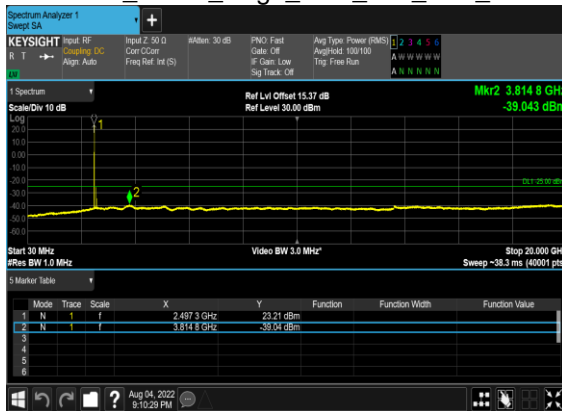 Spectrum Analyzer 1
Swept SA
+
KEYSIGHT Input: RF Input Z: 50 Ω #Atten: 30 dB PNO: Fast Avg Type: Power (RMS) 1 2 3 4 5 6
R T Coupling: DC Corr CCorr Gate: Off Avg|Hold: 100/100 A W W W W W
Align: Auto Freq Ref: Int (S) IF Gain: Low Trig: Free Run
Sig Track: Off A N N N N N
1 Spectrum Ref Lvl Offset 15.37 dB Mkr2 3.814 8 GHz
Scale/Div 10 dB Ref Level 30.00 dBm -39.043 dBm
Log
20.0
10.0
0.00
-10.0
-20.0
-30.0
-40.0
-50.0
-60.0
1
2
DL1 -25.00 dBm
Start 30 MHz Video BW 3.0 MHz* Stop 20.000 GHz
#Res BW 1.0 MHz Sweep ~38.3 ms (40001 pts)
5 Marker Table
Mode Trace Scale X Y Function Function Width Function Value
1 N 1 f 2.497 3 GHz 23.21 dBm
2 N 1 f 3.814 8 GHz -39.04 dBm
3
4
5
6
? Aug 04, 2022
9:10:29 PM